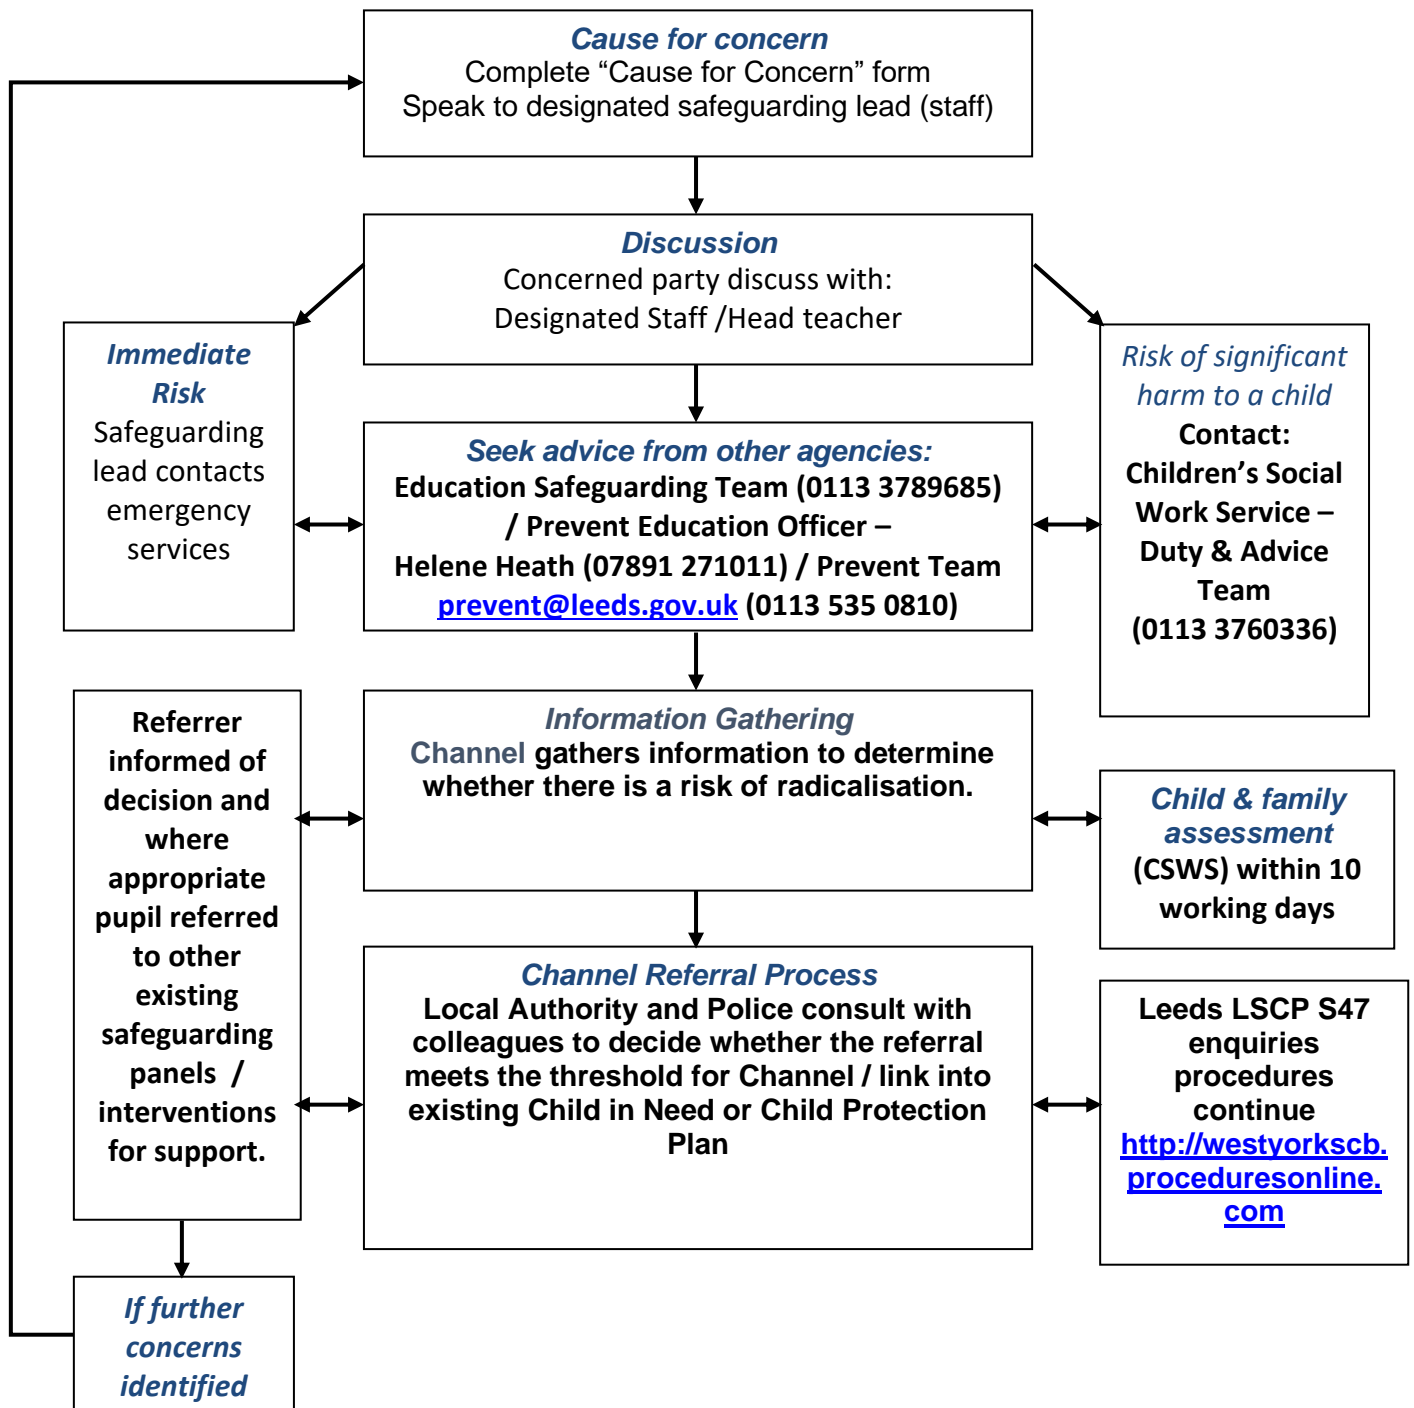 Cause for concern
Complete “Cause for Concern” form
Speak to designated safeguarding lead (staff)
Discussion
Concerned party discuss with:
Designated Staff /Head teacher
Immediate
Risk
Safeguarding
lead contacts
emergency
services
Seek advice from other agencies:
Education Safeguarding Team (0113 3789685)
/ Prevent Education Officer –
Helene Heath (07891 271011) / Prevent Team
prevent@leeds.gov.uk (0113 535 0810)
Risk of significant
harm to a child
Contact:
Children’s Social
Work Service –
Duty & Advice
Team
(0113 3760336)
Referrer
informed of
decision and
where
appropriate
pupil referred
to other
existing
safeguarding
panels /
interventions
for support.
Information Gathering
Channel gathers information to determine
whether there is a risk of radicalisation.
Child & family
assessment
(CSWS) within 10
working days
Channel Referral Process
Local Authority and Police consult with
colleagues to decide whether the referral
meets the threshold for Channel / link into
existing Child in Need or Child Protection
Plan
Leeds LSCP S47
enquiries
procedures
continue
http://westyorkscb.
proceduresonline.
com
If further
concerns
identified